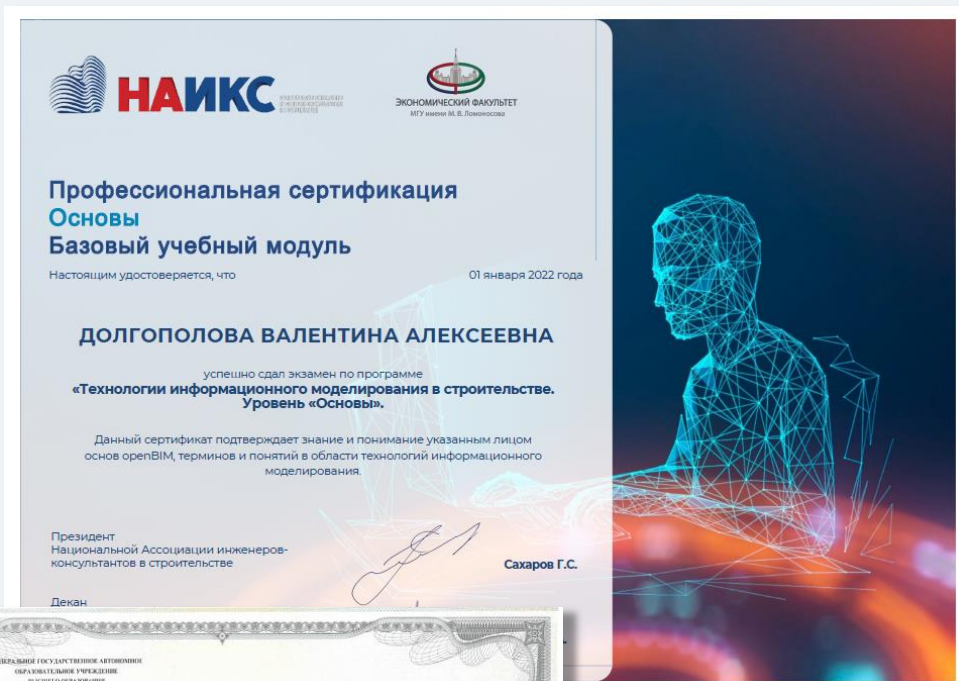 НАИКС
ЭКОНОМИЧЕСКИЙ ФАКУЛЬТЕТ
МГУ имени М. В. Ломоносова
Профессиональная сертификация
Основы
Базовый учебный модуль
Настоящим удостоверяется, что
01 января 2022 года
ДОЛГОПОЛОВА ВАЛЕНТИНА АЛЕКСЕЕВНА
успешно сдал экзамен по программе
«Технологии информационного моделирования в строительстве.
Уровень «Основы».
Данный сертификат подтверждает знание и понимание указанным лицом
основ openBIM, терминов и понятий в области технологий информационного
моделирования.
Президент
Национальной Ассоциации инженеров-
консультантов в строительстве
Сахаров Г.С.
Декан
ГОСУДАРСТВЕННОЕ АВТОНОМНОЕ
ОБРАЗОВАТЕЛЬНОЕ УЧРЕЖДЕНИЕ